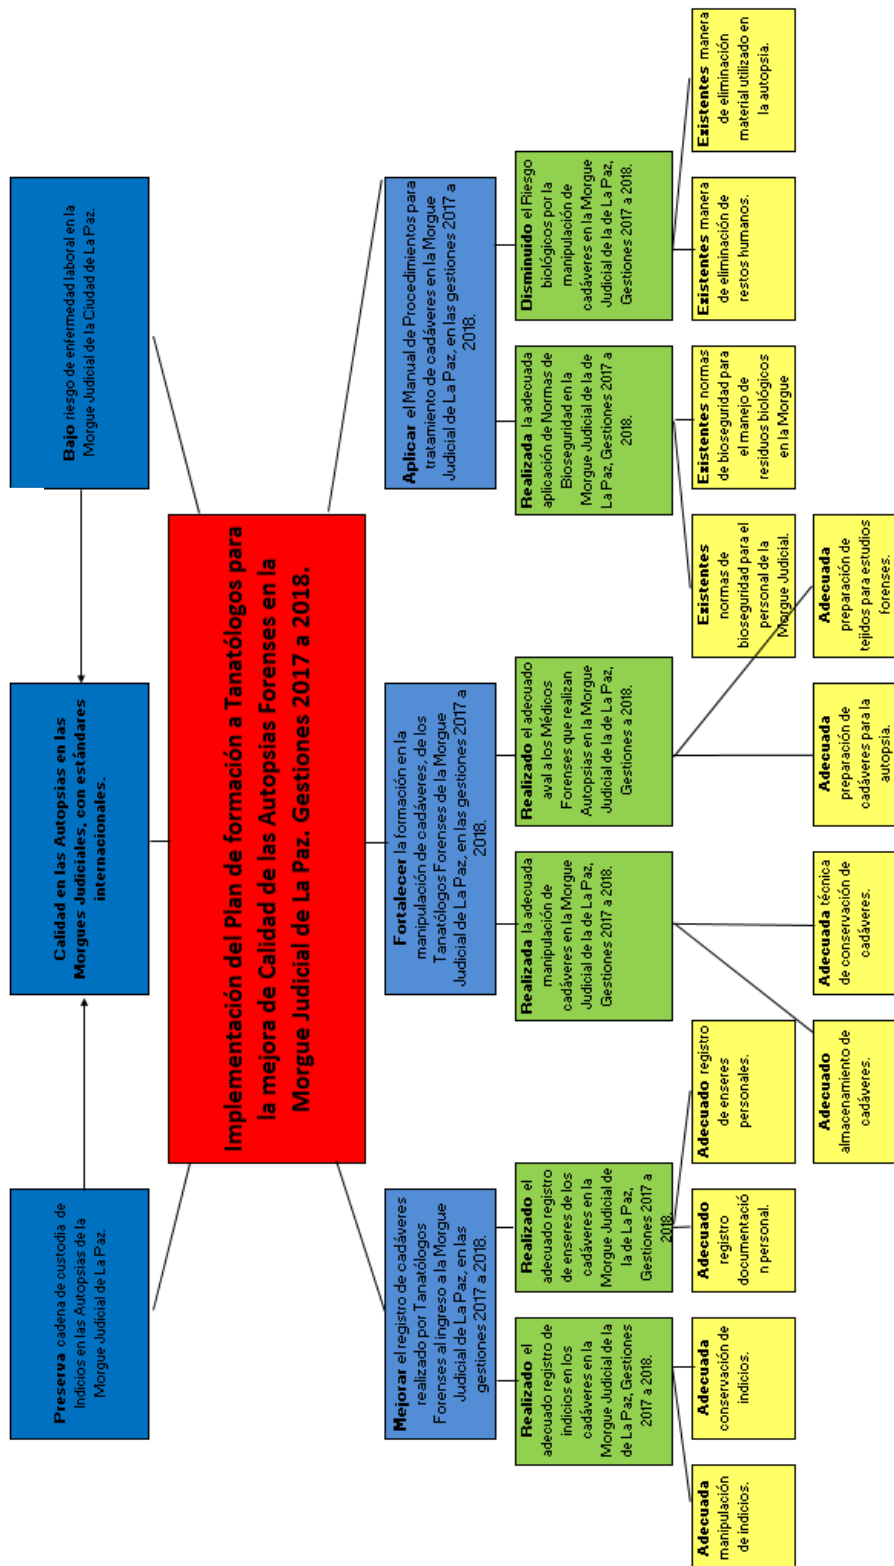 Preserva cadena de custodia de
Indicios en las Autopsias de la
Morgue Judicial de La Paz.
Calidad en las Autopsias en las
Morgues Judiciales, con estándares
internacionales.
Bajo riesgo de enfermedad laboral en la
Morgue Judicial de la Ciudad de La Paz.
Implementación del Plan de formación a Tanatólogos para
la mejora de Calidad de las Autopsias Forenses en la
Morgue Judicial de La Paz. Gestiones 2017 a 2018.
Mejorar el registro de cadáveres
realizado por Tanatólogos
Forenses al ingreso a la Morgue
Judicial de La Paz, en las
gestiones 2017 a 2018.
Fortalecer la formación en la
manipulación de cadáveres, de los
Tanatólogos Forenses de la Morgue
Judicial de La Paz, en las gestiones 2017 a
2018.
Aplicar el Manual de Procedimientos para
tratamiento de cadáveres en la Morgue
Judicial de La Paz, en las gestiones 2017 a
2018.
Realizado el
adecuado registro de
indicios en los
cadáveres en la
Morgue Judicial de la
de La Paz, Gestiones
2017 a 2018.
Realizado el
adecuado registro
de enseres de los
cadáveres en la
Morgue Judicial de
la de La Paz,
Gestiones 2017 a
2018.
Realizada la adecuada
manipulación de
cadáveres en la Morgue
Judicial de la de La Paz,
Gestiones 2017 a 2018.
Realizado el adecuado
aval a los Médicos
Forenses que realizan
Autopsias en la Morgue
Judicial de la de La Paz,
Gestiones a 2018.
Realizada la adecuada
aplicación de Normas de
Bioseguridad en la
Morgue Judicial de la de
La Paz, Gestiones 2017 a
2018.
Disminuido el Riesgo
biológicos por la
manipulación de
cadáveres en la Morgue
Judicial de la de La Paz,
Gestiones 2017 a 2018.
Adecuada
manipulación
de indicios.
Adecuada
conservación de
indicios.
Adecuado
registro
documentació
n personal.
Adecuado registro
de enseres
personales.
Existentes
normas de
bioseguridad para el
personal de la
Morgue Judicial.
Existentes normas
de bioseguridad para
el manejo de
residuos biológicos
en la Morgue
Existentes manera
de eliminación de
restos humanos.
Existentes manera
de eliminación
material utilizado en
la autopsia.
Adecuado
almacenamiento de
cadáveres.
Adecuada técnica
de conservación de
cadáveres.
Adecuada
preparación de
cadáveres para la
autopsia.
Adecuada
preparación de
tejidos para estudios
forenses.